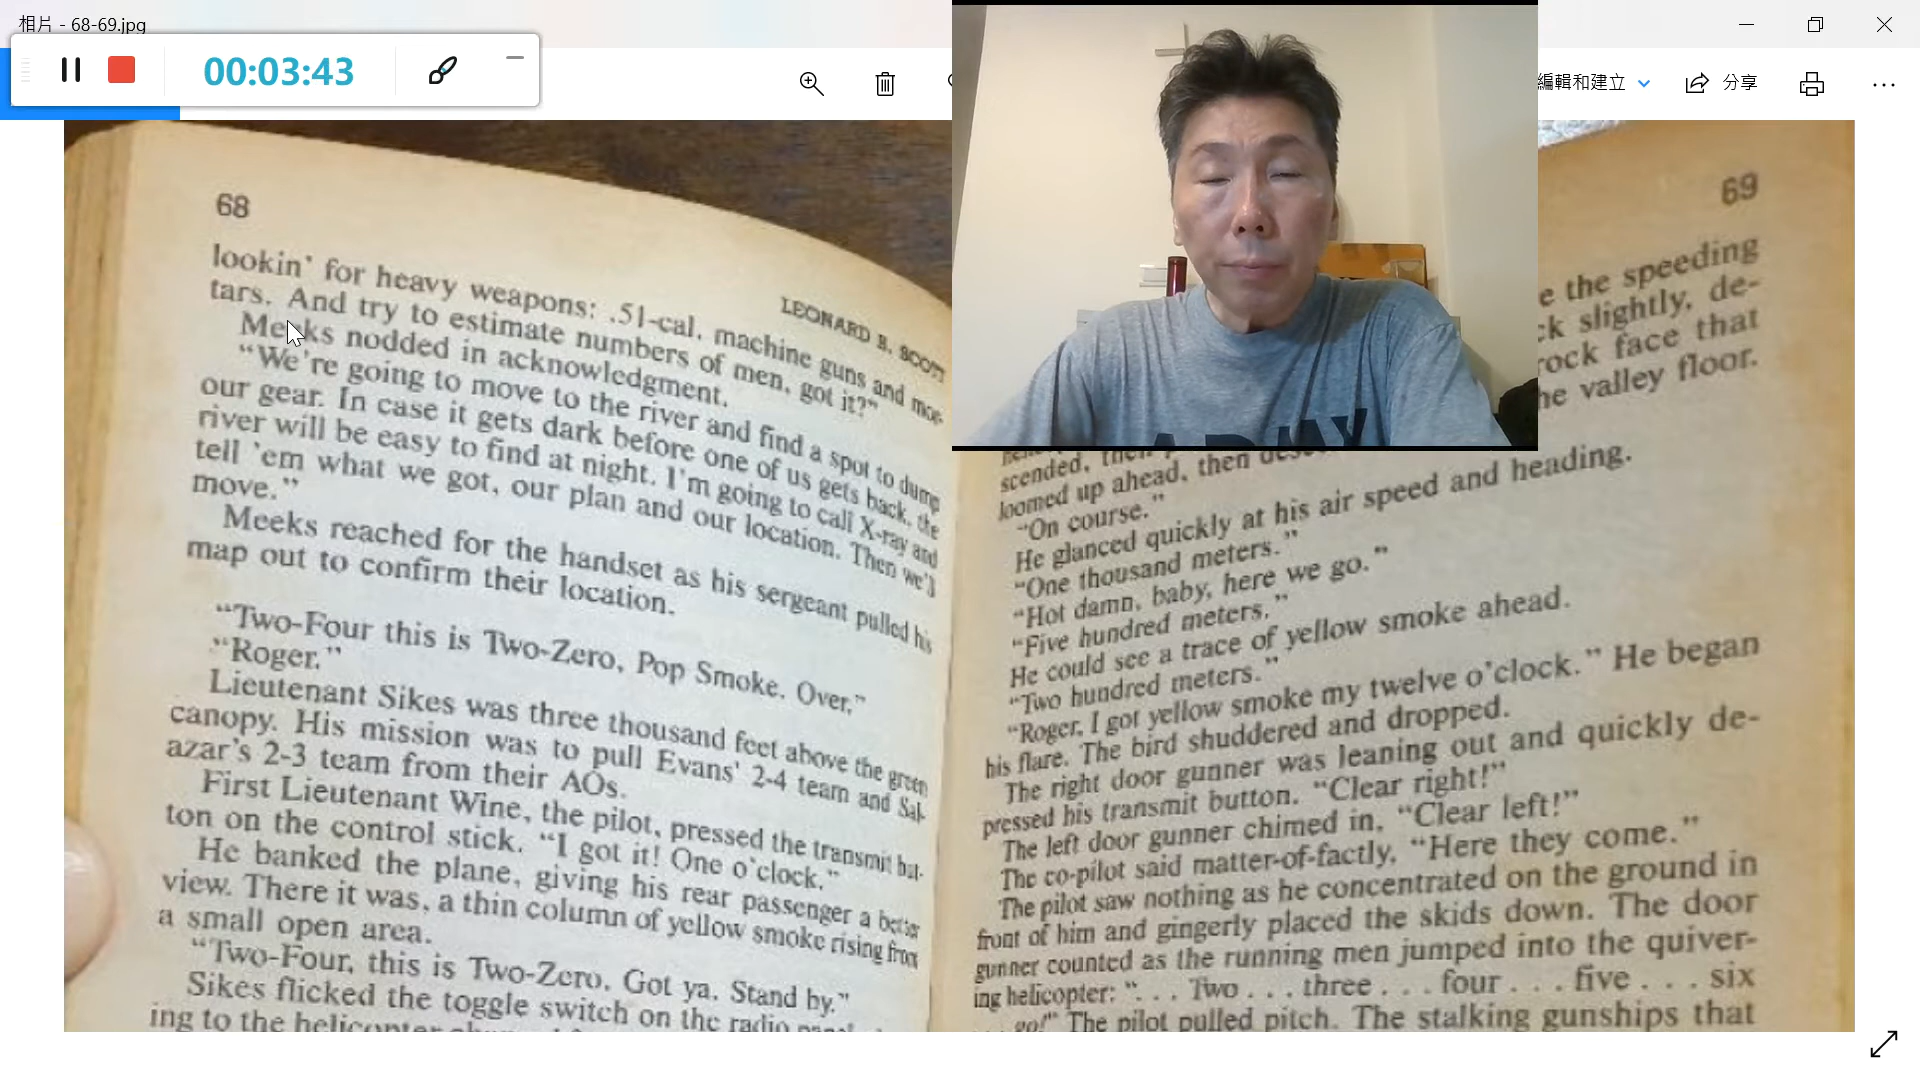 相片 - 68-69.jpg
00:03:43
編輯和建立
分享
68
LEONARD B. SCOTT
lookin' for heavy weapons: .51-cal. machine guns and mor-
tars. And try to estimate numbers of men, got it?"
Meeks nodded in acknowledgment.
"We're going to move to the river and find a spot to dump
our gear. In case it gets dark before one of us gets back, the
river will be easy to find at night. I'm going to call X-ray and
tell 'em what we got, our plan and our location. Then we'll
move."
Meeks reached for the handset as his sergeant pulled his
map out to confirm their location.
"Two-Four this is Two-Zero, Pop Smoke. Over."
"Roger."
Lieutenant Sikes was three thousand feet above the green
canopy. His mission was to pull Evans' 2-4 team and Sal-
azar's 2-3 team from their AOs.
First Lieutenant Wine, the pilot, pressed the transmit but-
ton on the control stick. "I got it! One o'clock."
He banked the plane, giving his rear passenger a better
view. There it was, a thin column of yellow smoke rising from
a small open area.
"Two-Four, this is Two-Zero. Got ya. Stand by."
Sikes flicked the toggle switch on the radio
ing to the helicopter
69
e the speeding
ck slightly, de-
rock face that
he valley floor.
scended, then
loomed up ahead, then
"On course."
He glanced quickly at his air speed and heading.
"One thousand meters."
"Hot damn, baby, here we go."
"Five hundred meters."
He could see a trace of yellow smoke ahead.
"Two hundred meters."
"Roger, I got yellow smoke my twelve o'clock." He began
his flare. The bird shuddered and dropped.
The right door gunner was leaning out and quickly de-
pressed his transmit button. "Clear right!"
The left door gunner chimed in, "Clear left!"
The co-pilot said matter-of-factly, "Here they come."
The pilot saw nothing as he concentrated on the ground in
front of him and gingerly placed the skids down. The door
gunner counted as the running men jumped into the quiver-
ing helicopter: ". . . Two . . . three . . . four . . . five . . . six
. . . go!" The pilot pulled pitch. The stalking gunships that
ARMY